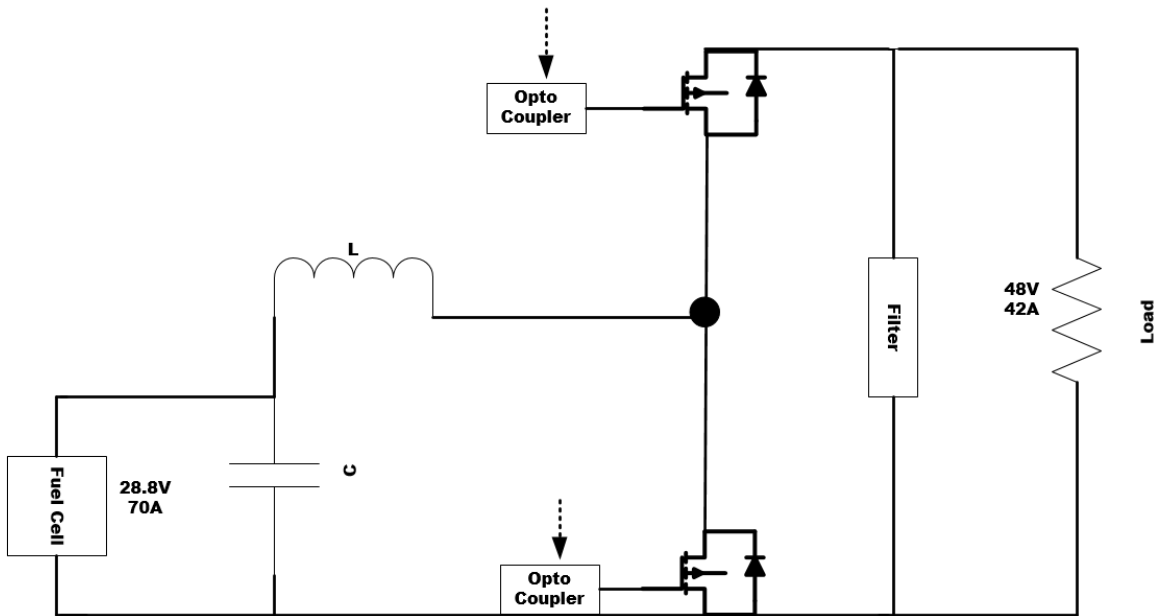 Opto
Coupler
L
48V
42A
Load
Filter
Fuel Cell
28.8V
70A
C
Opto
Coupler